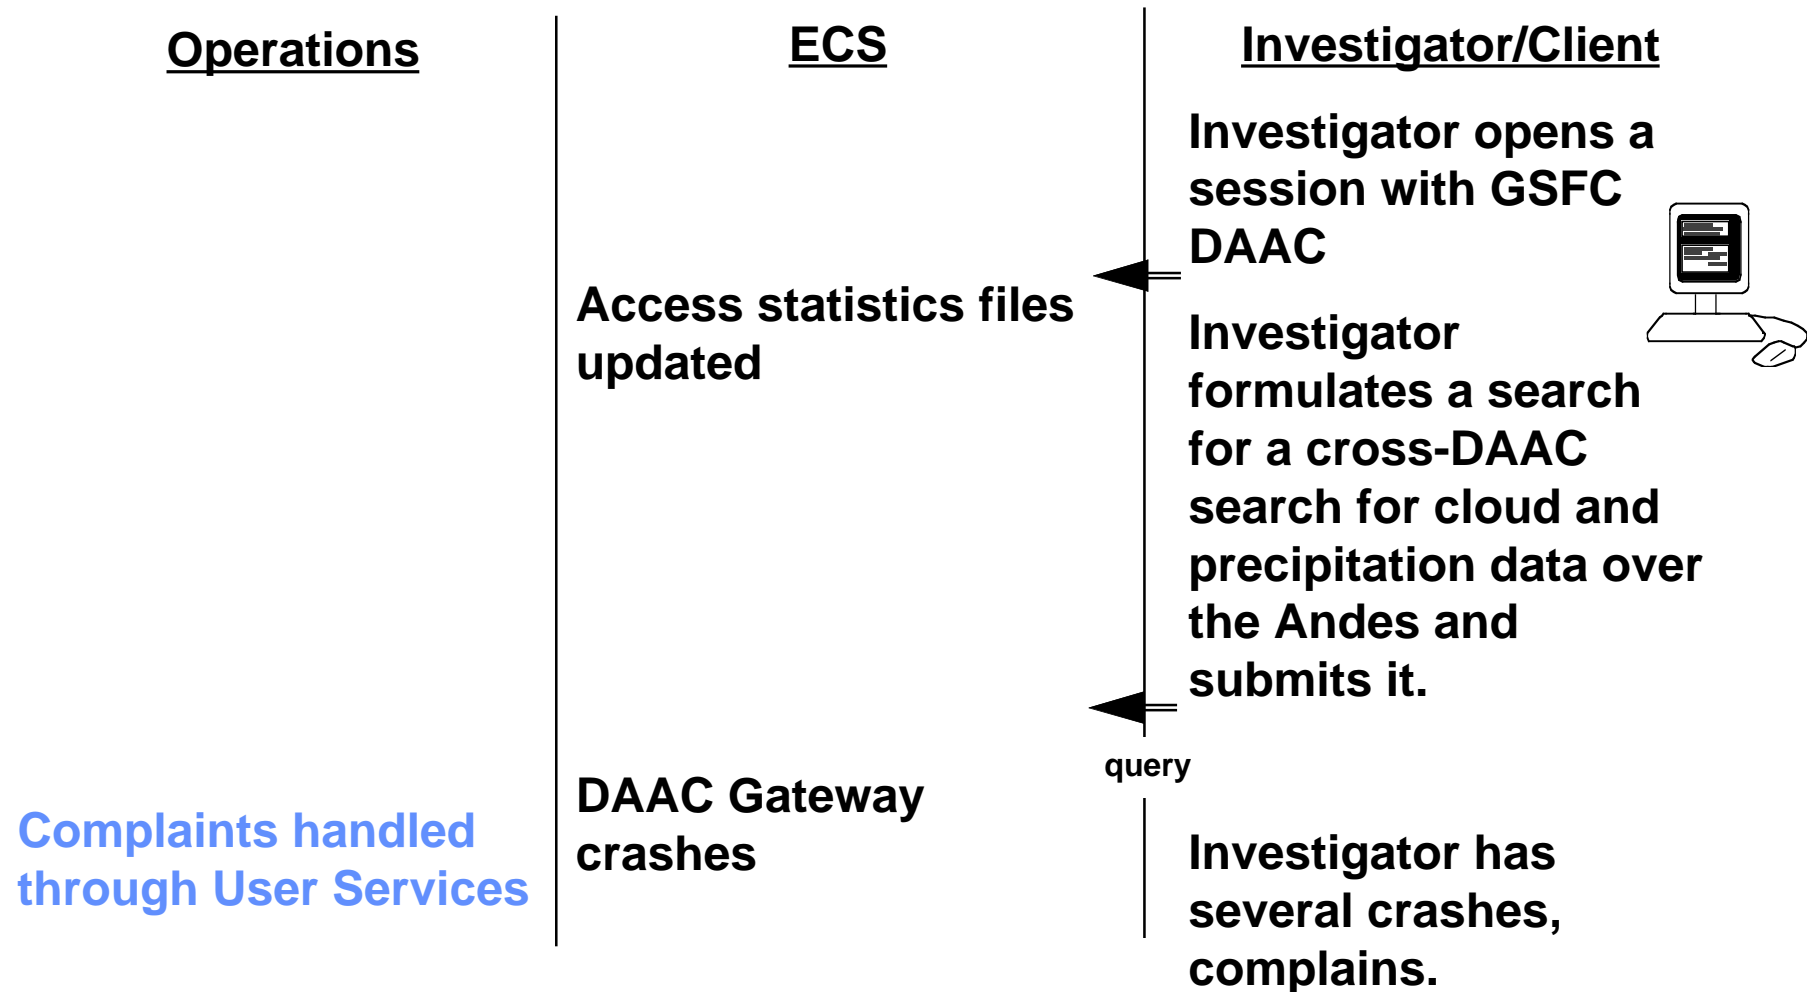 Operations
ECS
Investigator/Client
Investigator opens a
session with GSFC
DAAC
Access statistics files
updated
Investigator
formulates a search
for a cross-DAAC
search for cloud and
precipitation data over
the Andes and
submits it.
query
DAAC Gateway
crashes
Complaints handled
through User Services
Investigator has
several crashes,
complains.